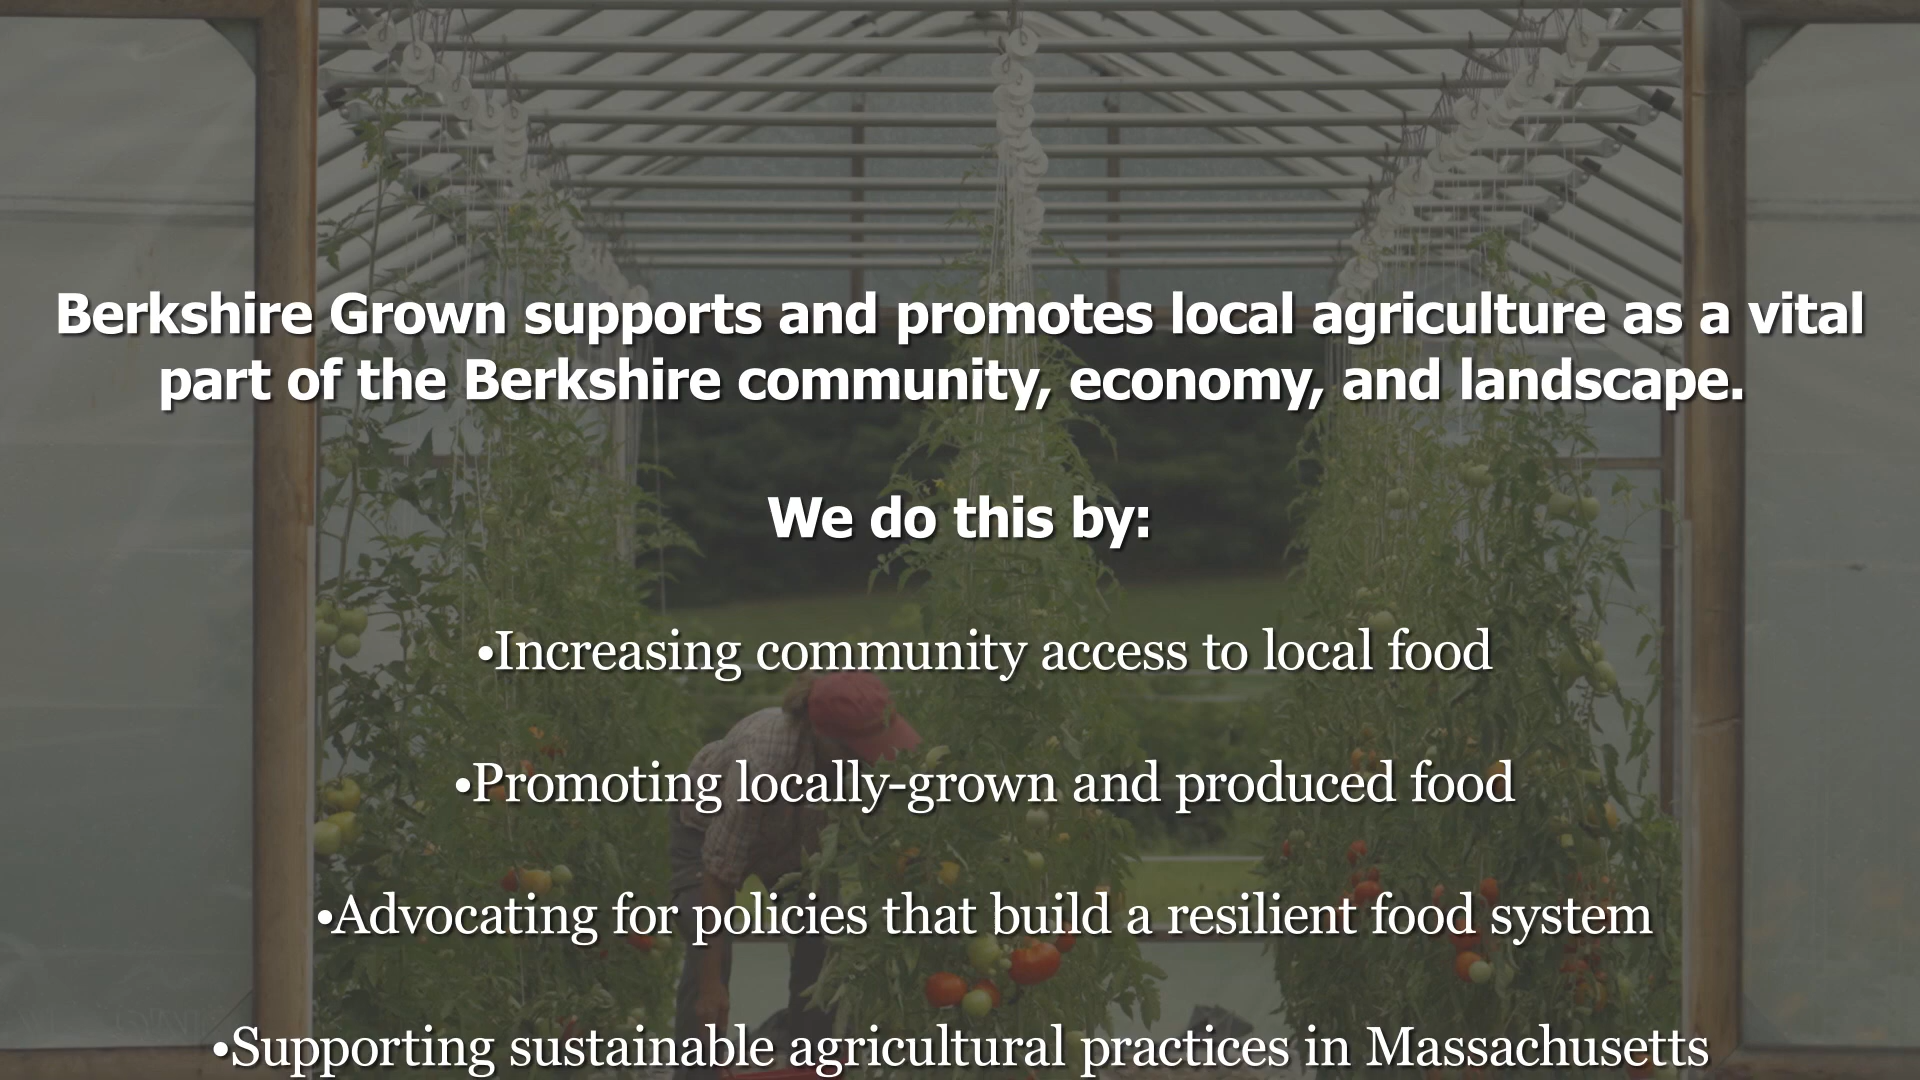 Berkshire Grown supports and promotes local agriculture as a vital
part of the Berkshire community, economy, and landscape.
We do this by:
•Increasing community access to local food
•Promoting locally-grown and produced food
•Advocating for policies that build a resilient food system
•Supporting sustainable agricultural practices in Massachusetts